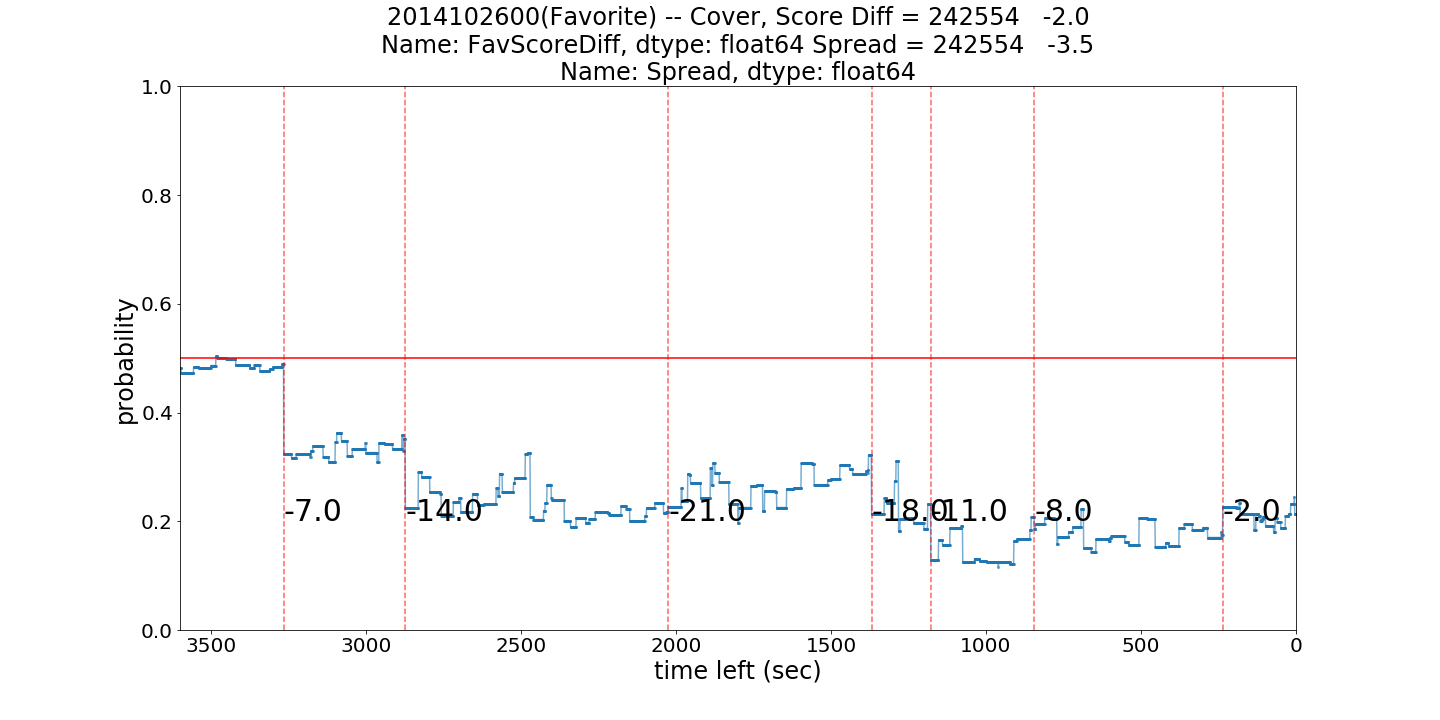 2014102600(Favorite) -- Cover, Score Diff = 242554   -2.0
Name: FavScoreDiff, dtype: float64 Spread = 242554   -3.5
Name: Spread, dtype: float64
1.0
0.8
0.6
0.4
0.2
0.0
probability
-7.0
-14.0
-21.0
-18.0
-11.0
-8.0
-2.0
3500 3000 2500 2000 1500 1000 500 0
time left (sec)